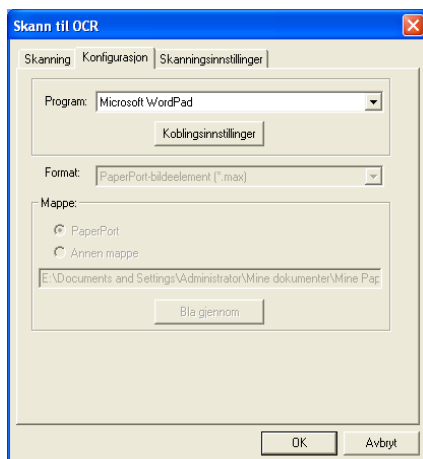 Skann til OCR
Skanning Konfigurasjon Skanningsinnstillinger
Program: Microsoft WordPad
Koblingsinnstillinger
Format: PaperPort-bildeelement (*.max)
Mappe:
PaperPort
Annen mappe
E:\Documents and Settings\Administrator\Mine dokumenter\Mine Pap
Bla gjennom
OK Avbryt